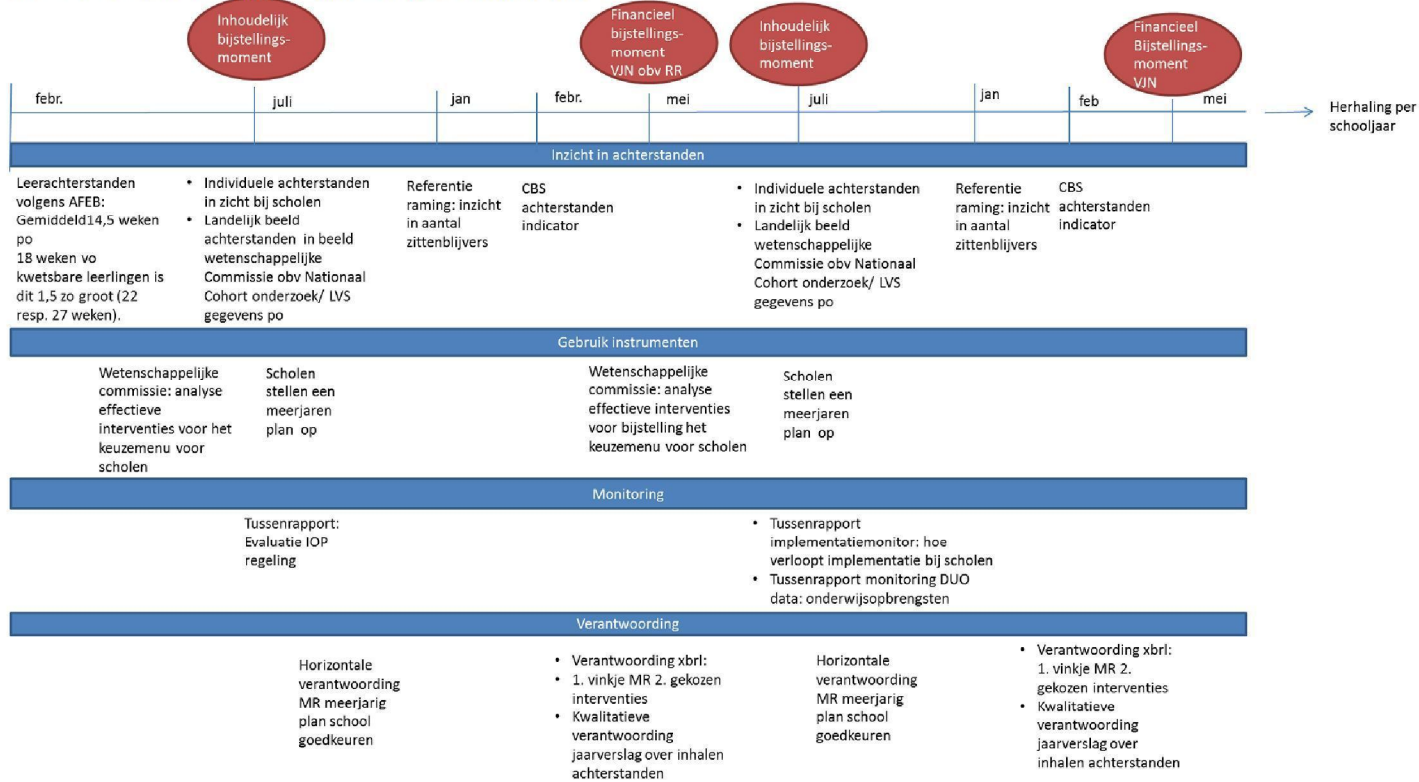 Inhoudelijk
bijstellings-
moment
Financieel
bijstellings-
moment
VJN obv RR
Inhoudelijk
bijstellings-
moment
Financieel
Bijstellings-
moment
VJN
febr.
juli
jan
febr.
mei
juli
jan
feb
mei
Herhaling per
schooljaar
Inzicht in achterstanden
Leerachterstanden
volgens AFEB:
Gemiddeld14,5 weken
po
18 weken vo
kwetsbare leerlingen is
dit 1,5 zo groot (22
resp. 27 weken).
• Individuele achterstanden
in zicht bij scholen
• Landelijk beeld
achterstanden in beeld
wetenschappelijke
Commissie obv Nationaal
Cohort onderzoek/ LVS
gegevens po
Referentie
raming: inzicht
in aantal
zittenblijvers
CBS
achterstanden
indicator
• Individuele achterstanden
in zicht bij scholen
• Landelijk beeld
wetenschappelijke
Commissie obv Nationaal
Cohort onderzoek/ LVS
gegevens po
Referentie
raming: inzicht
in aantal
zittenblijvers
CBS
achterstanden
indicator
Gebruik instrumenten
Wetenschappelijke
commissie: analyse
effectieve
interventies voor het
keuzemenu voor
scholen
Scholen
stellen een
meerjaren
plan op
Wetenschappelijke
commissie: analyse
effectieve interventies
voor bijstelling het
keuzemenu voor scholen
Scholen
stellen een
meerjaren
plan op
Monitoring
Tussenrapport:
Evaluatie IOP
regeling
• Tussenrapport
implementatiemonitor: hoe
verloopt implementatie bij scholen
• Tussenrapport monitoring DUO
data: onderwijsopbrengsten
Verantwoording
Horizontale
verantwoording
MR meerjarig
plan school
goedkeuren
• Verantwoording xbrl:
• 1. vinkje MR 2. gekozen
interventies
• Kwalitatieve
verantwoording
jaarverslag over inhalen
achterstanden
Horizontale
verantwoording
MR meerjarig
plan school
goedkeuren
• Verantwoording xbrl:
1. vinkje MR 2.
gekozen interventies
• Kwalitatieve
verantwoording
jaarverslag over
inhalen achterstanden